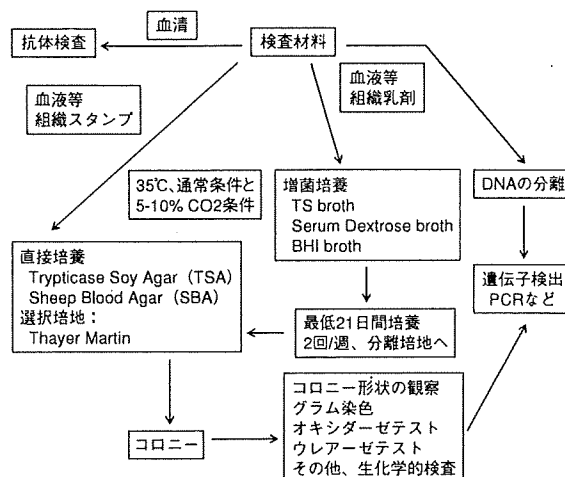 血清
抗体検査
検査材料
血液等
組織スタンプ
血液等
組織乳剤
35℃、通常条件と
5-10% CO2条件
増菌培養
TS broth
Serum Dextrose broth
BHI broth
DNAの分離
直接培養
Trypticase Soy Agar（TSA）
Sheep Blood Agar（SBA）
選択培地：
Thayer Martin
最低21日間培養
2回/週、分離培地へ
遺伝子検出
PCRなど
コロニー
コロニー形状の観察
グラム染色
オキシダーゼテスト
ウレアーゼテスト
その他、生化学的検査